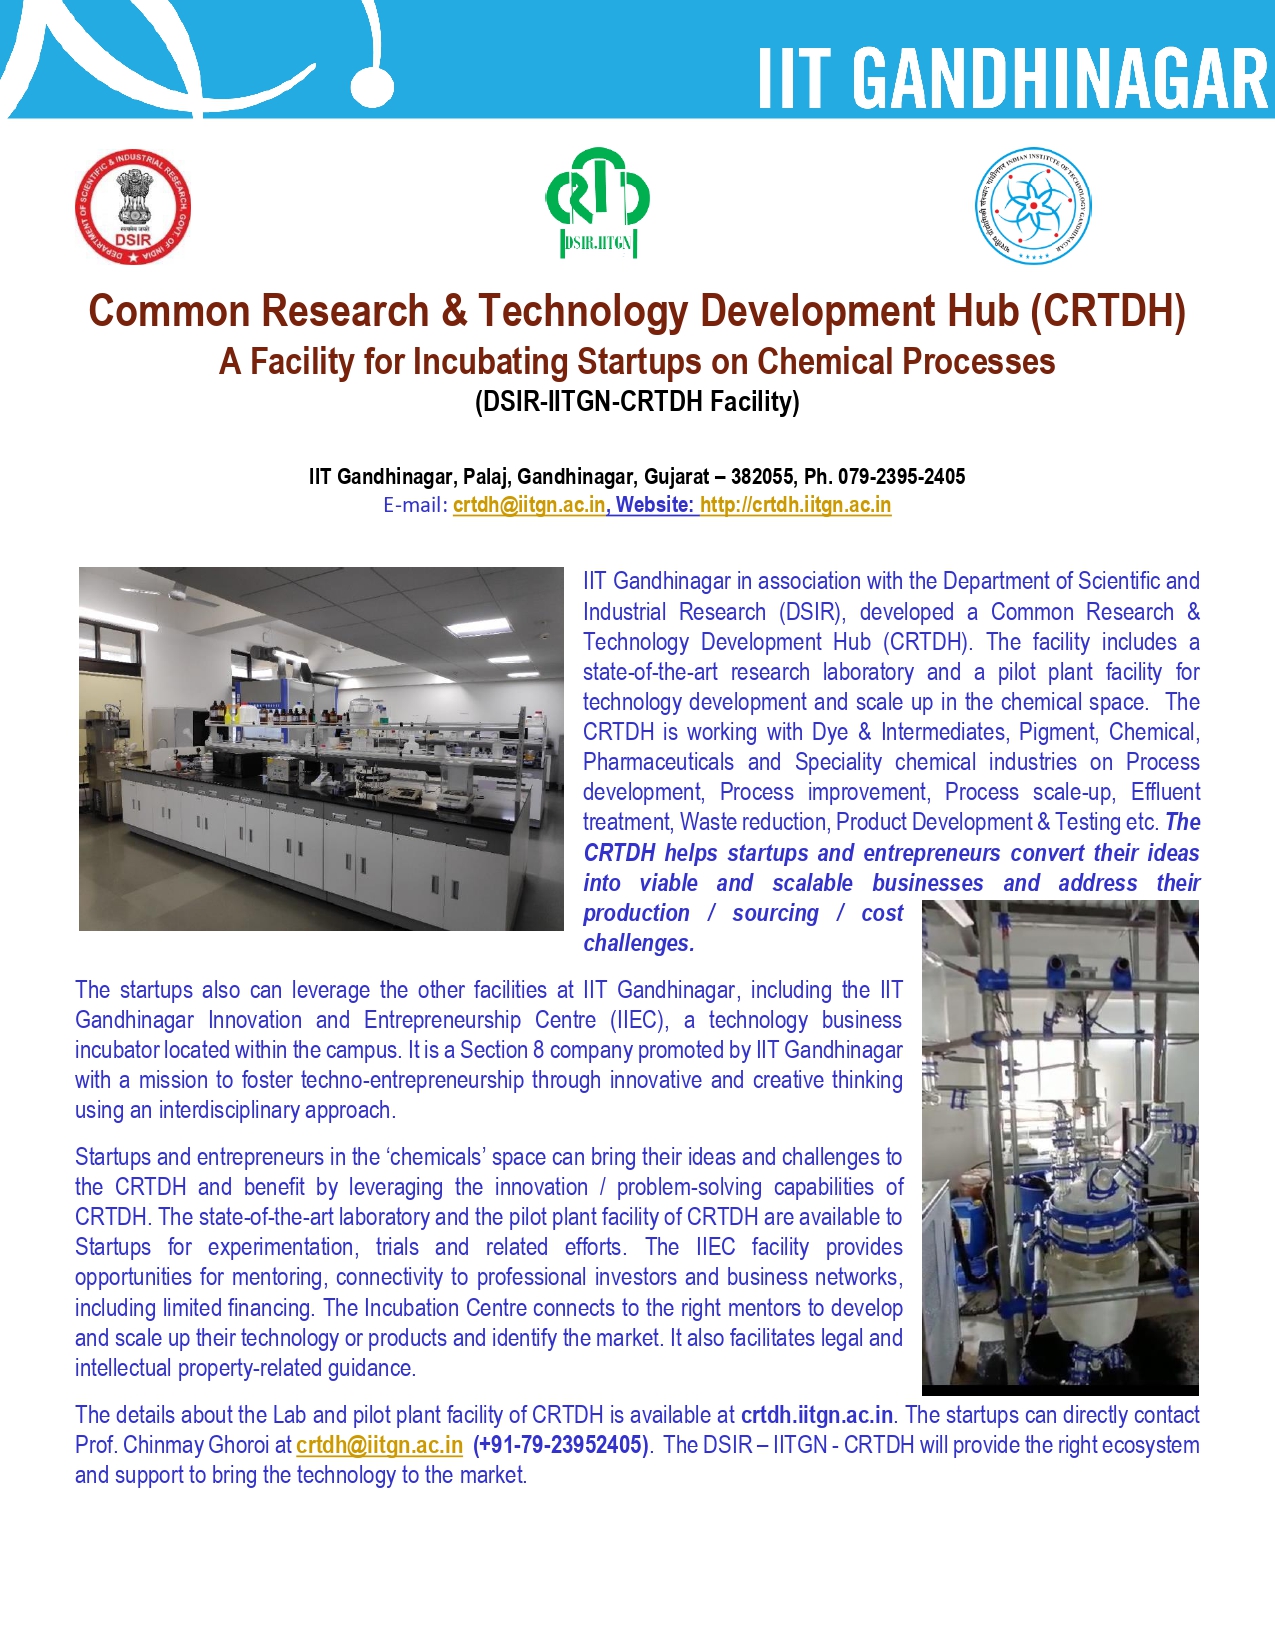 IIT GANDHINAGAR
DEPARTMENT OF SCIENTIFIC & INDUSTRIAL RESEARCH, GOVT. OF INDIA
सत्यमेव जयते
DSIR
DSIR.IITGN
भारतीय प्रौद्योगिकी संस्थान गांधीनगर INDIAN INSTITUTE OF TECHNOLOGY GANDHINAGAR
Common Research & Technology Development Hub (CRTDH)
A Facility for Incubating Startups on Chemical Processes
(DSIR-IITGN-CRTDH Facility)
IIT Gandhinagar, Palaj, Gandhinagar, Gujarat – 382055, Ph. 079-2395-2405
E-mail: crtdh@iitgn.ac.in, Website: http://crtdh.iitgn.ac.in
IIT Gandhinagar in association with the Department of Scientific and
Industrial Research (DSIR), developed a Common Research &
Technology Development Hub (CRTDH). The facility includes a
state-of-the-art research laboratory and a pilot plant facility for
technology development and scale up in the chemical space. The
CRTDH is working with Dye & Intermediates, Pigment, Chemical,
Pharmaceuticals and Speciality chemical industries on Process
development, Process improvement, Process scale-up, Effluent
treatment, Waste reduction, Product Development & Testing etc. The
CRTDH helps startups and entrepreneurs convert their ideas
into viable and scalable businesses and address their
production / sourcing / cost
challenges.
The startups also can leverage the other facilities at IIT Gandhinagar, including the IIT
Gandhinagar Innovation and Entrepreneurship Centre (IIEC), a technology business
incubator located within the campus. It is a Section 8 company promoted by IIT Gandhinagar
with a mission to foster techno-entrepreneurship through innovative and creative thinking
using an interdisciplinary approach.
Startups and entrepreneurs in the ‘chemicals’ space can bring their ideas and challenges to
the CRTDH and benefit by leveraging the innovation / problem-solving capabilities of
CRTDH. The state-of-the-art laboratory and the pilot plant facility of CRTDH are available to
Startups for experimentation, trials and related efforts. The IIEC facility provides
opportunities for mentoring, connectivity to professional investors and business networks,
including limited financing. The Incubation Centre connects to the right mentors to develop
and scale up their technology or products and identify the market. It also facilitates legal and
intellectual property-related guidance.
The details about the Lab and pilot plant facility of CRTDH is available at crtdh.iitgn.ac.in. The startups can directly contact
Prof. Chinmay Ghoroi at crtdh@iitgn.ac.in (+91-79-23952405). The DSIR – IITGN - CRTDH will provide the right ecosystem
and support to bring the technology to the market.